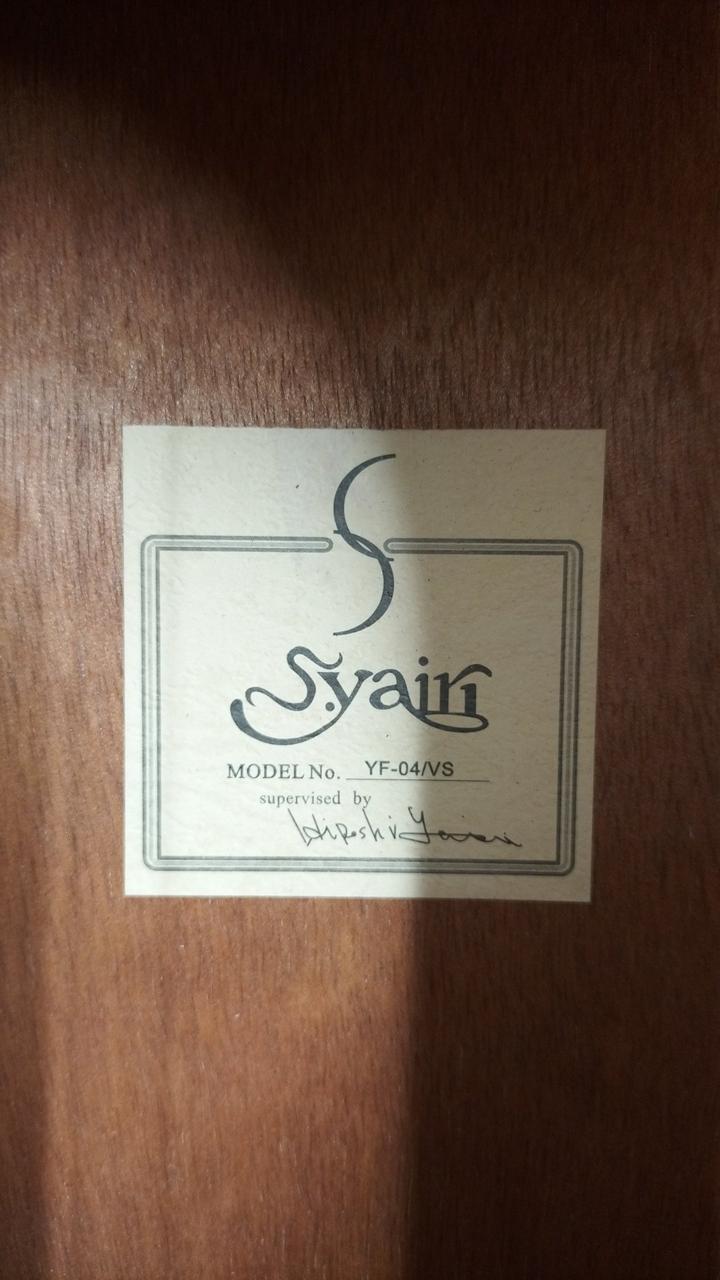 S
S.yairi
MODEL No. YF-04/VS
supervised by
Hiroshi Yairi